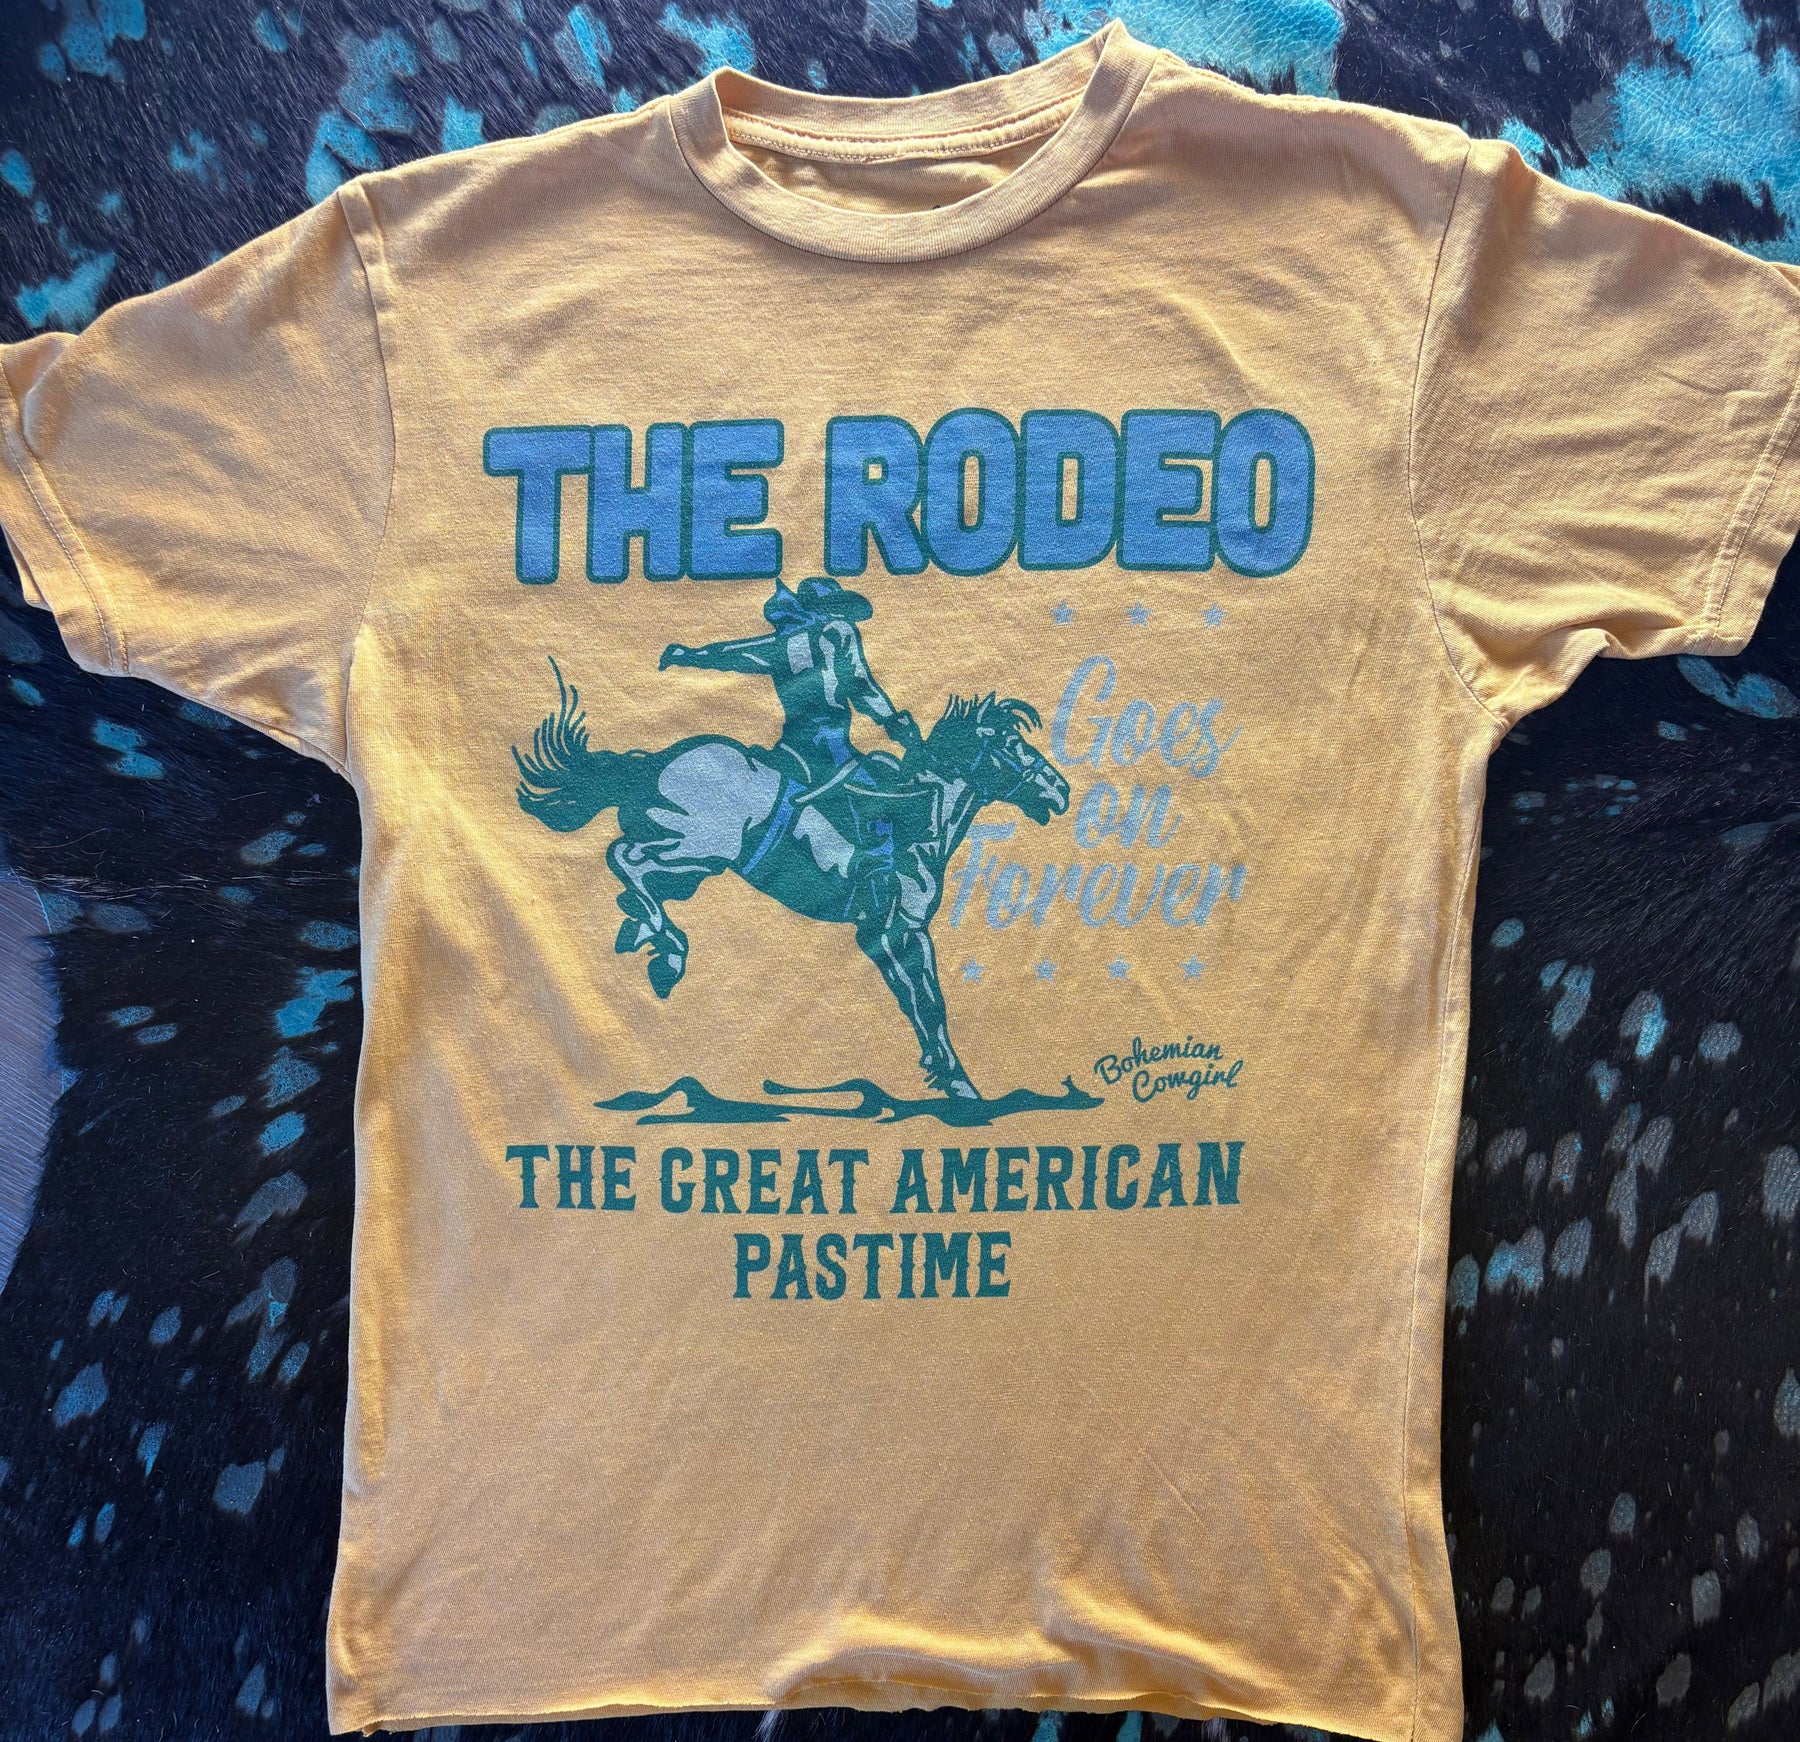 THE RODEO
Goes
on
Forever
Bohemian
Cowgirl
THE GREAT AMERICAN
PASTIME